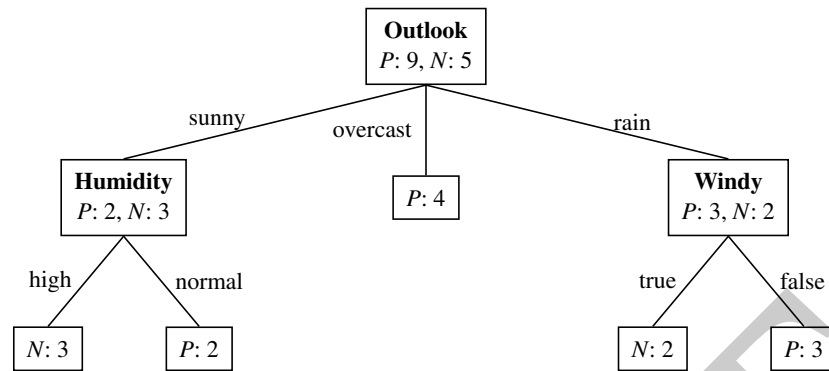 Outlook
P: 9, N: 5
sunny
overcast
rain
Humidity
P: 2, N: 3
P: 4
Windy
P: 3, N: 2
high
normal
true
false
N: 3
P: 2
N: 2
P: 3